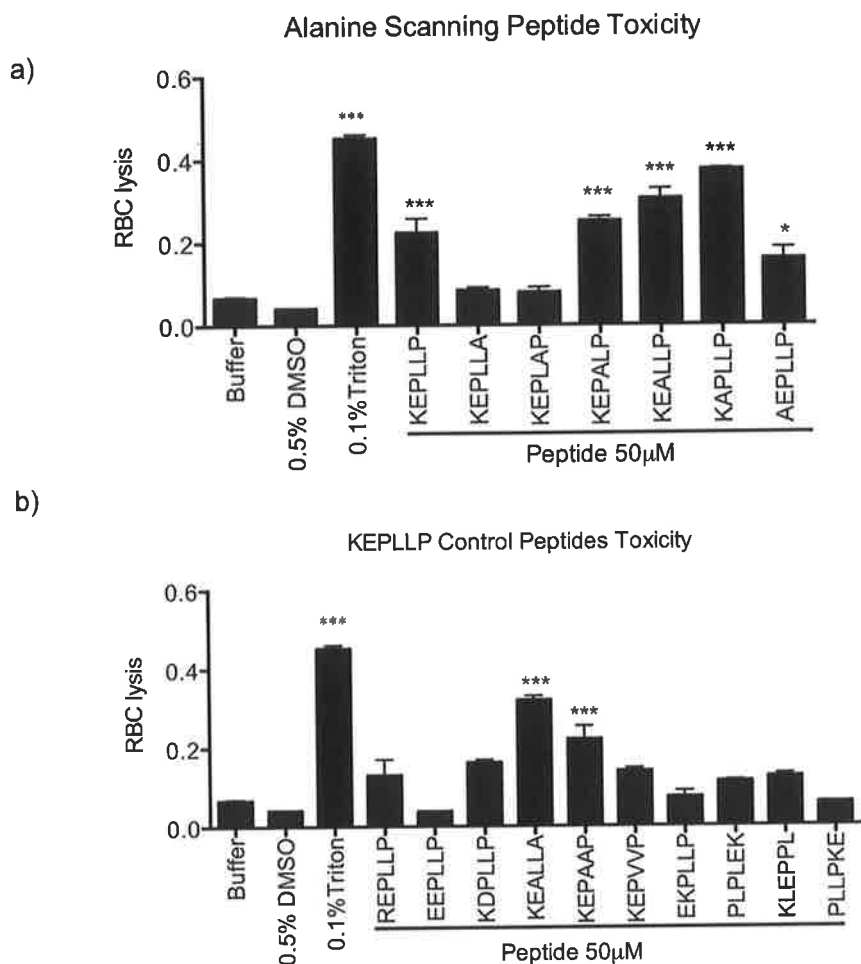 Alanine Scanning Peptide Toxicity
a)
0.6
0.4
0.2
0.0
RBC lysis
***
***
***
***
***
*
Buffer
0.5% DMSO
0.1%Triton
KEPLLP
KEPLLA
KEPLAP
KEPALP
KEALLP
KAPLLP
AEPLLP
Peptide 50μM
b)
KEPLLP Control Peptides Toxicity
0.6
0.4
0.2
0.0
RBC lysis
***
***
***
Buffer
0.5% DMSO
0.1%Triton
REPLLP
EEPLLP
KDPLLP
KEALLA
KEPAAP
KEPVVP
EKPLLP
PLPLEK
KLEPPL
PLLPKE
Peptide 50μM